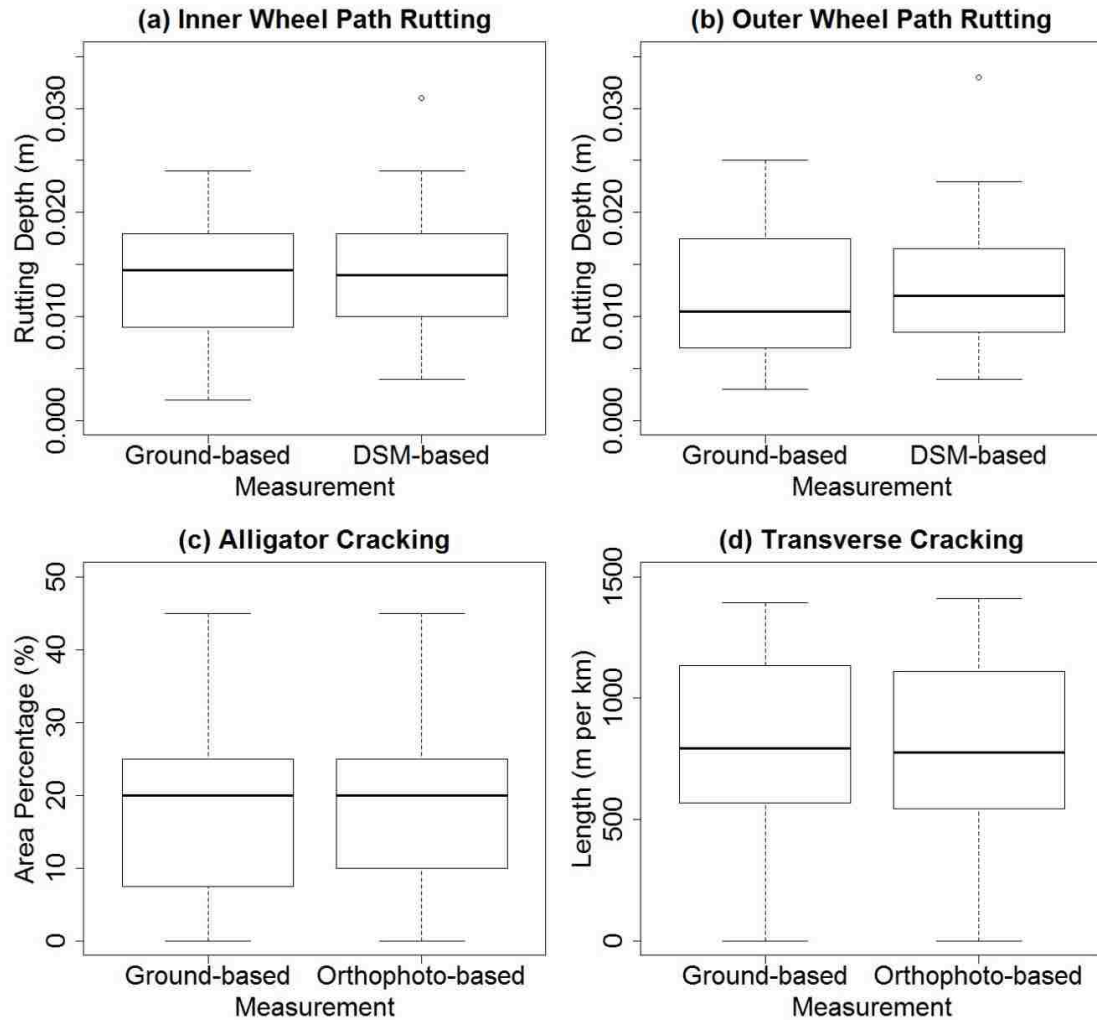 (a) Inner Wheel Path Rutting
Rutting Depth (m)
0.030
0.020
0.010
0.000
Ground-based DSM-based
Measurement
(b) Outer Wheel Path Rutting
Rutting Depth (m)
0.030
0.020
0.010
0.000
Ground-based DSM-based
Measurement
(c) Alligator Cracking
Area Percentage (%)
50
40
30
20
10
0
Ground-based Orthophoto-based
Measurement
(d) Transverse Cracking
Length (m per km)
1500
1000
500
0
Ground-based Orthophoto-based
Measurement